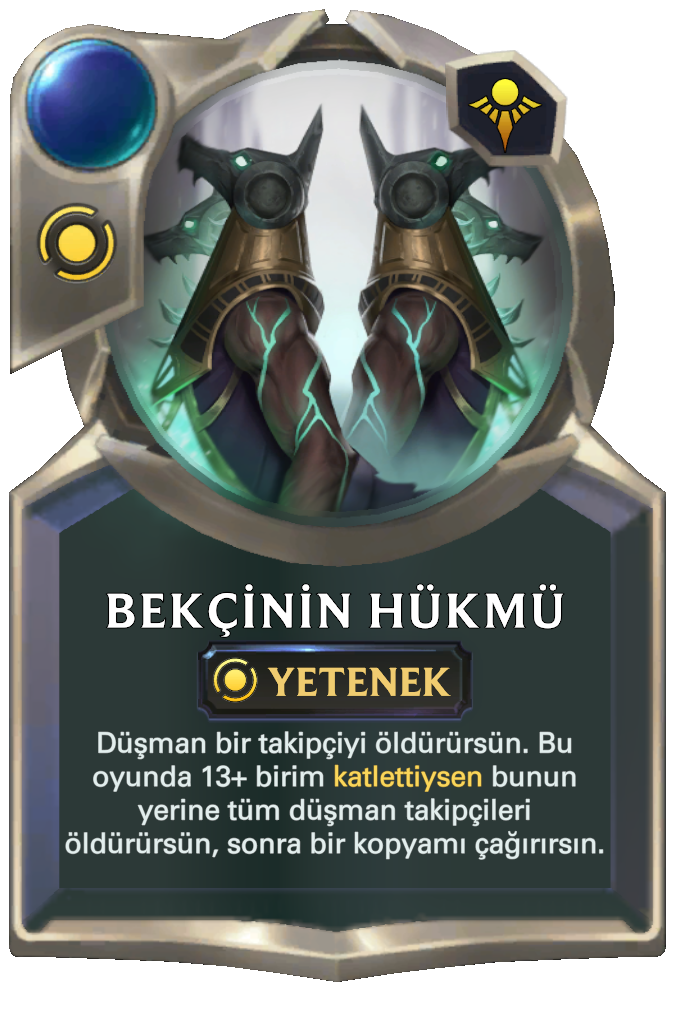 BEKÇİNİN HÜKMÜ
YETENEK
Düşman bir takipçiyi öldürürsün. Bu
oyunda 13+ birim katlettiysen bunun
yerine tüm düşman takipçileri
öldürürsün, sonra bir kopyamı çağırırsın.